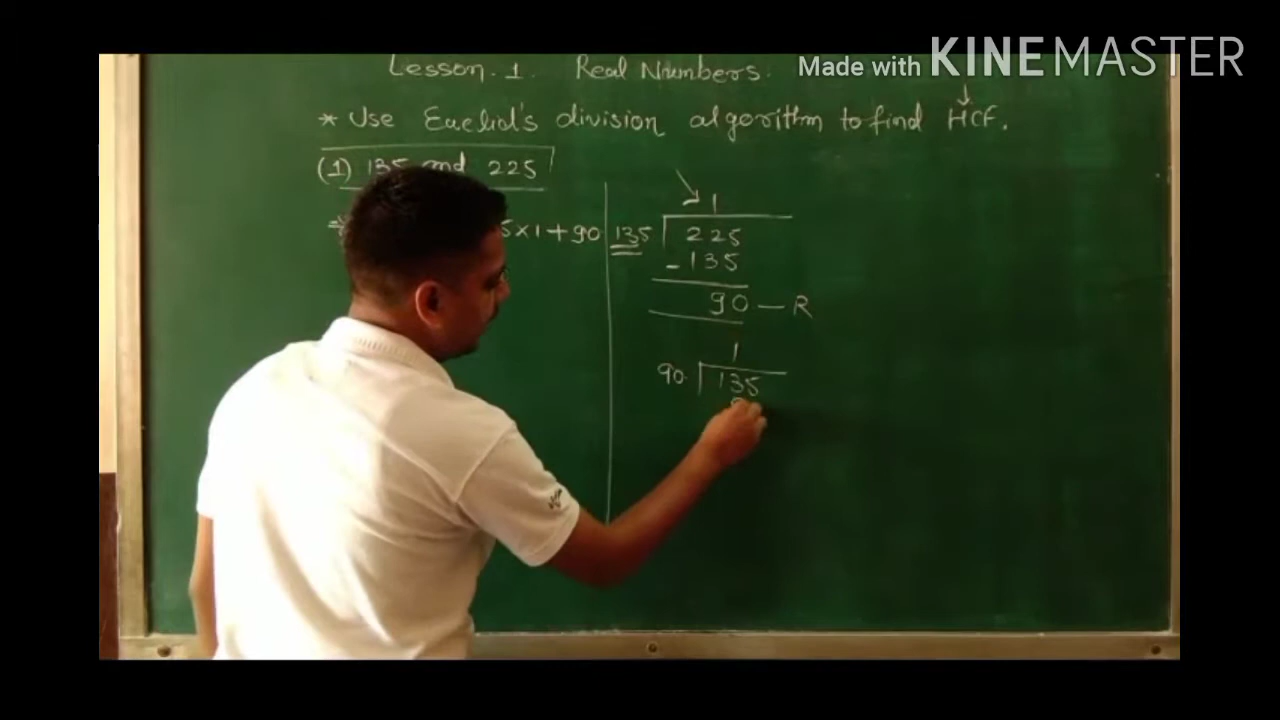 Made with KINEMASTER
Lesson. 1. Real Numbers.
* Use Euclid's division algorithm to find HCF.
(1) 135 and 225
×1+90
1
135 225
-135
90 — R
1
90. 135